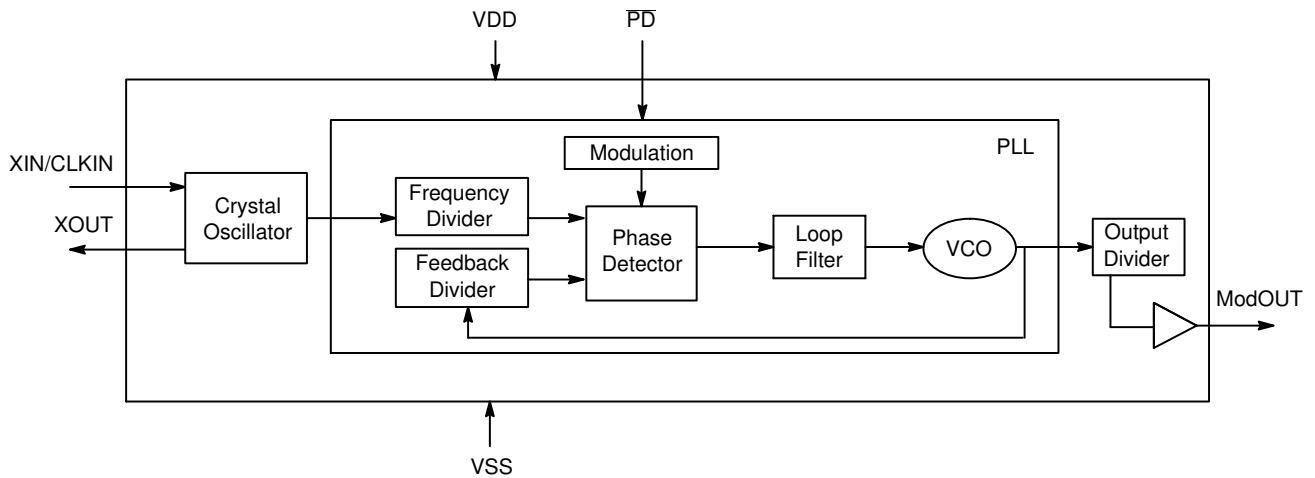 VDD
P̅D̅
PLL
Modulation
XIN/CLKIN
XOUT
Crystal
Oscillator
Frequency
Divider
Feedback
Divider
Phase
Detector
Loop
Filter
VCO
Output
Divider
ModOUT
VSS